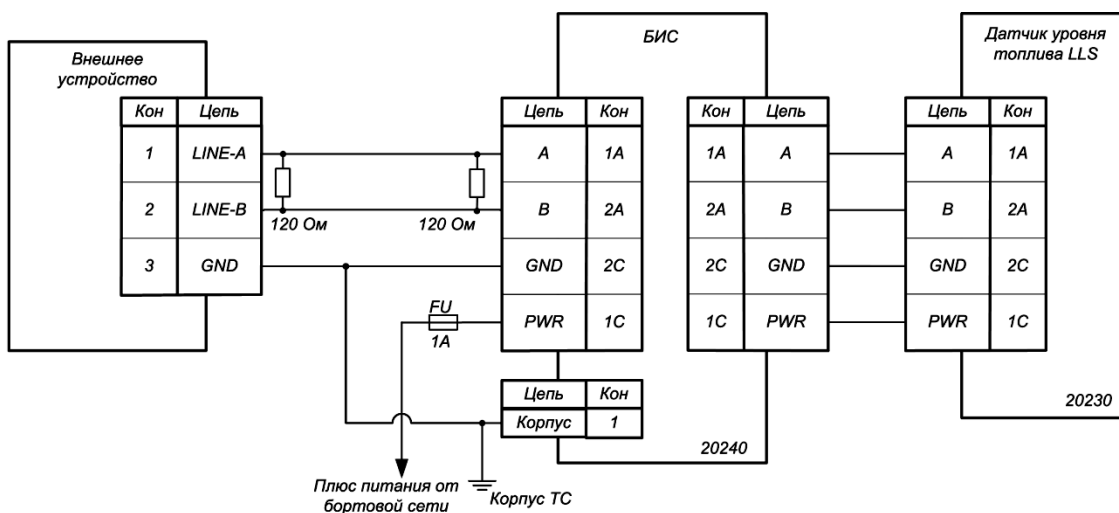 БИС
Датчик уровня
топлива LLS
Внешнее
устройство
Кон Цепь
1 LINE-A
2 LINE-B
3 GND
120 Ом 120 Ом
Цепь Кон
A 1A
B 2A
GND 2C
PWR 1C
FU
1A
Кон Цепь
1A A
2A B
2C GND
1C PWR
Цепь Кон
A 1A
B 2A
GND 2C
PWR 1C
Цепь Кон
Корпус 1
20230
20240
Плюс питания от
бортовой сети
Корпус ТС